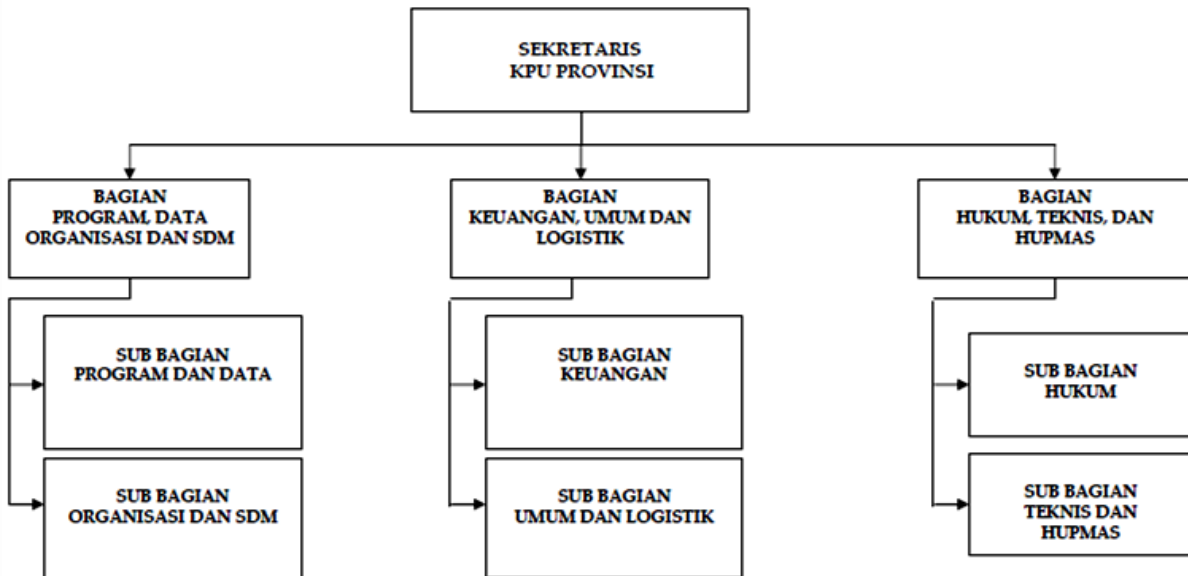 SEKRETARIS
KPU PROVINSI
BAGIAN
PROGRAM, DATA
ORGANISASI DAN SDM
BAGIAN
KEUANGAN, UMUM DAN
LOGISTIK
BAGIAN
HUKUM, TEKNIS, DAN
HUPMAS
SUB BAGIAN
PROGRAM DAN DATA
SUB BAGIAN
KEUANGAN
SUB BAGIAN
HUKUM
SUB BAGIAN
ORGANISASI DAN SDM
SUB BAGIAN
UMUM DAN LOGISTIK
SUB BAGIAN
TEKNIS DAN
HUPMAS